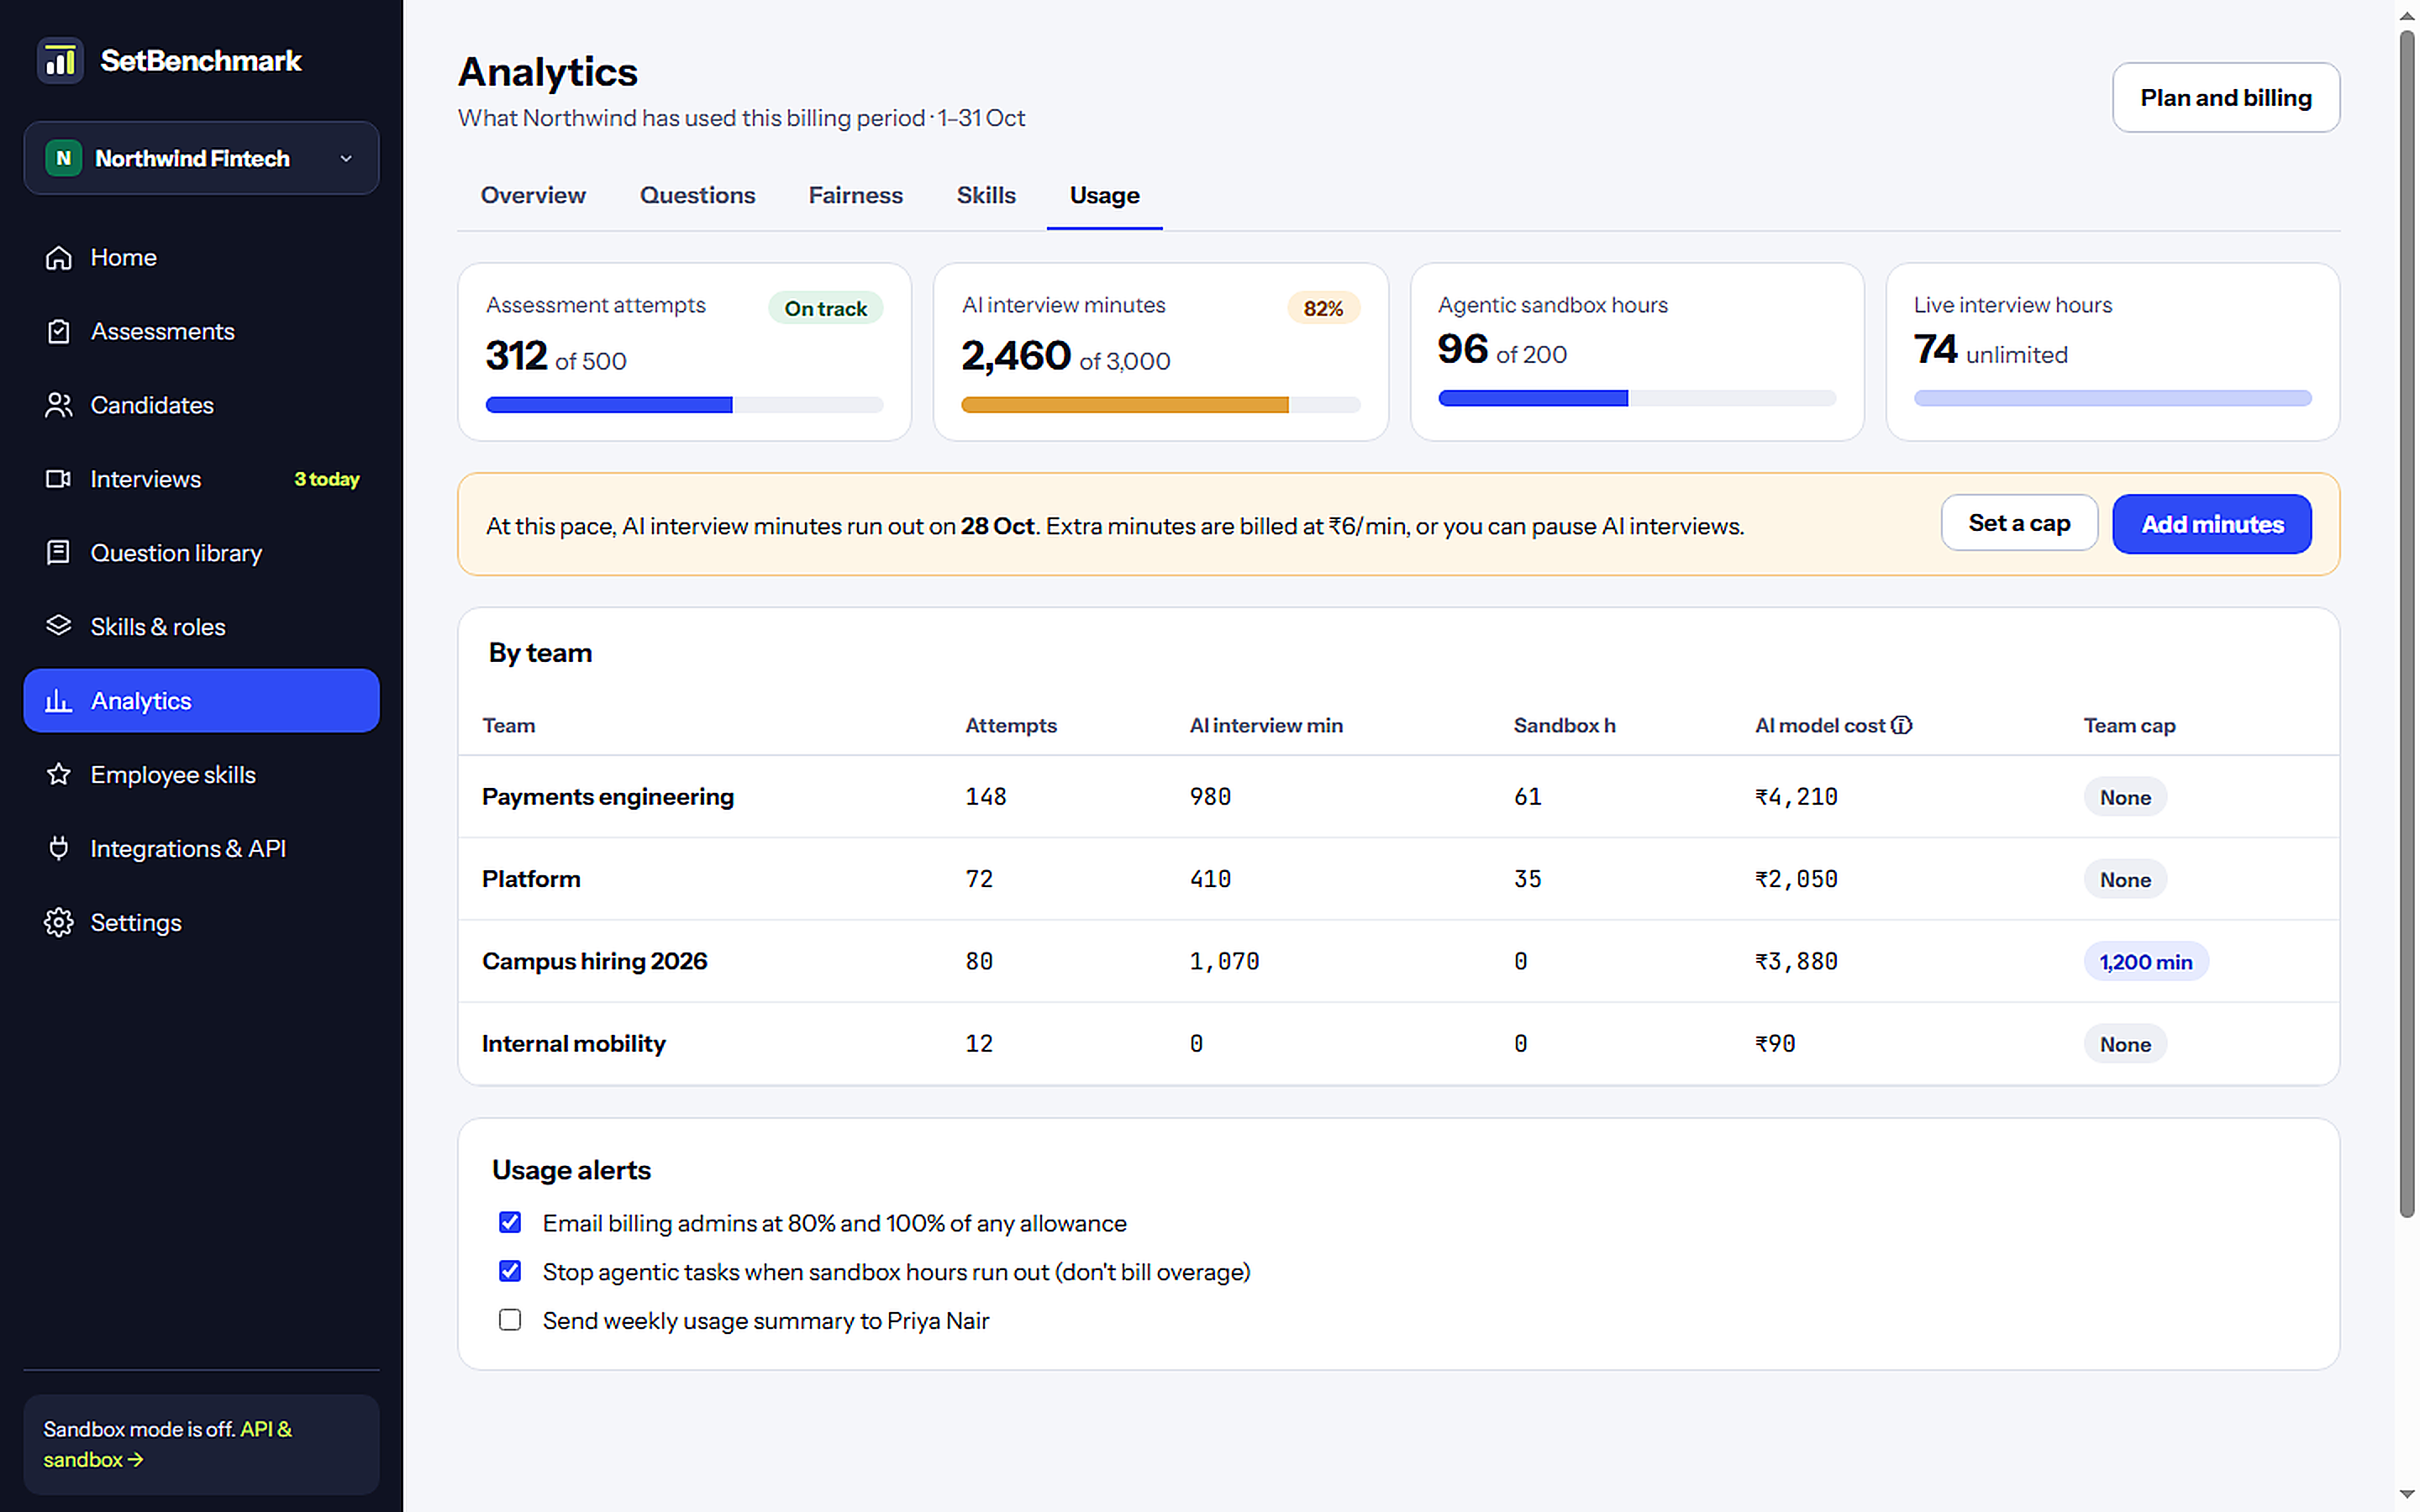 SetBenchmark
N Northwind Fintech
Home
Assessments
Candidates
Interviews 3 today
Question library
Skills & roles
Analytics
Employee skills
Integrations & API
Settings
Sandbox mode is off. API &
sandbox →
Analytics
What Northwind has used this billing period · 1–31 Oct
Plan and billing
Overview Questions Fairness Skills Usage
Assessment attempts On track
312 of 500
AI interview minutes 82%
2,460 of 3,000
Agentic sandbox hours
96 of 200
Live interview hours
74 unlimited
At this pace, AI interview minutes run out on 28 Oct. Extra minutes are billed at ₹6/min, or you can pause AI interviews.
Set a cap
Add minutes
By team
Team Attempts AI interview min Sandbox h AI model cost Team cap
Payments engineering 148 980 61 ₹4,210 None
Platform 72 410 35 ₹2,050 None
Campus hiring 2026 80 1,070 0 ₹3,880 1,200 min
Internal mobility 12 0 0 ₹90 None
Usage alerts
Email billing admins at 80% and 100% of any allowance
Stop agentic tasks when sandbox hours run out (don't bill overage)
Send weekly usage summary to Priya Nair